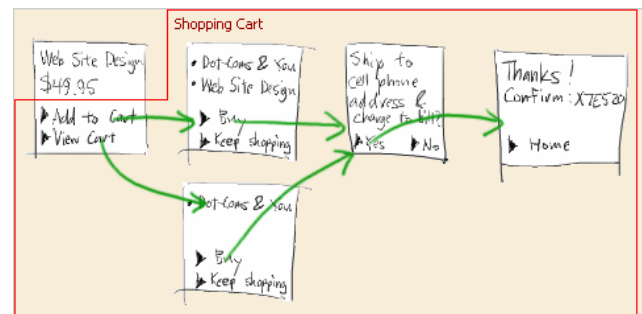 Shopping Cart
Web Site Design
$49.95
▶ Add to Cart
▶ View Cart
• Dot-Coms & You
• Web Site Design
▶ Buy
▶ Keep shopping
Ship to
cell phone
address &
charge to bill?
▶ Yes ▶ No
Thanks!
Confirm: X7E520
▶ Home
• Dot-Coms & You
▶ Buy
▶ Keep shopping